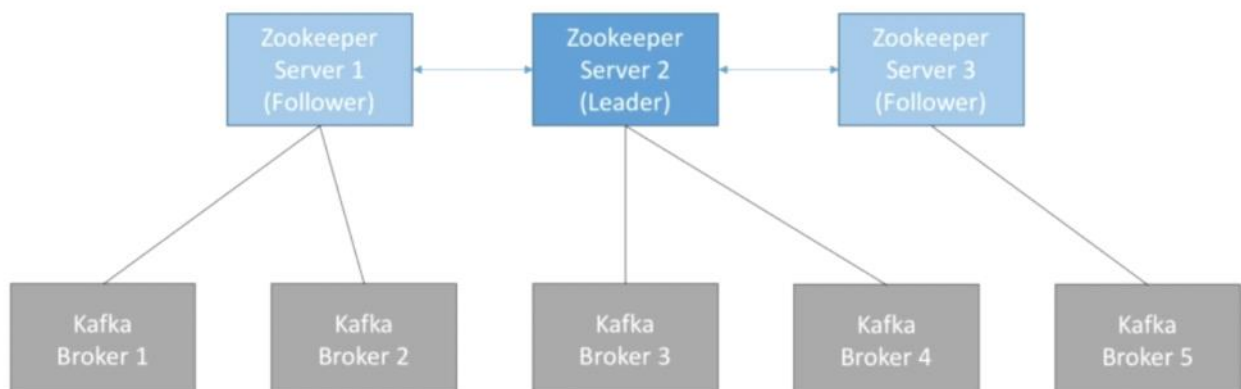 Zookeeper
Server 1
(Follower)
Zookeeper
Server 2
(Leader)
Zookeeper
Server 3
(Follower)
Kafka
Broker 1
Kafka
Broker 2
Kafka
Broker 3
Kafka
Broker 4
Kafka
Broker 5